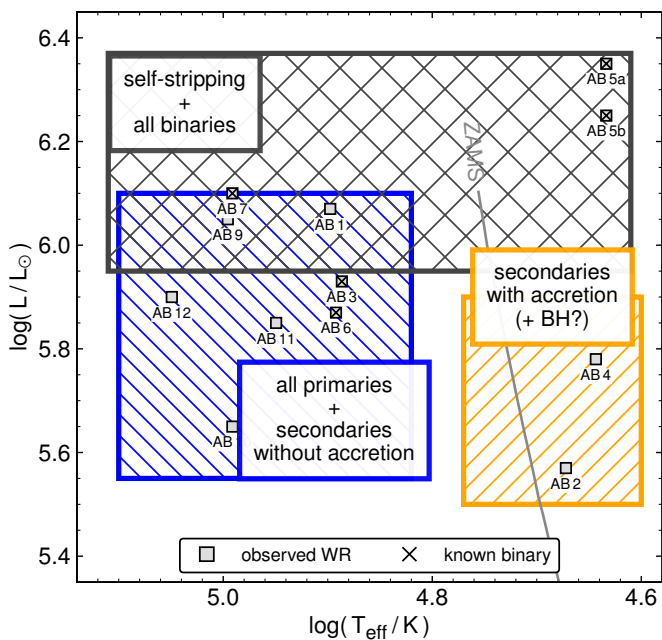 6.4
6.2
6.0
5.8
5.6
5.4
log(L/L⊙)
self-stripping
+
all binaries
ZAMS
AB 5a
AB 5b
AB 7
AB 9
AB 1
AB 3
AB 6
AB 12
AB 11
AB
secondaries
with accretion
(+ BH?)
AB 4
AB 2
all primaries
+
secondaries
without accretion
observed WR
known binary
5.0
4.8
4.6
log(T_eff/K)